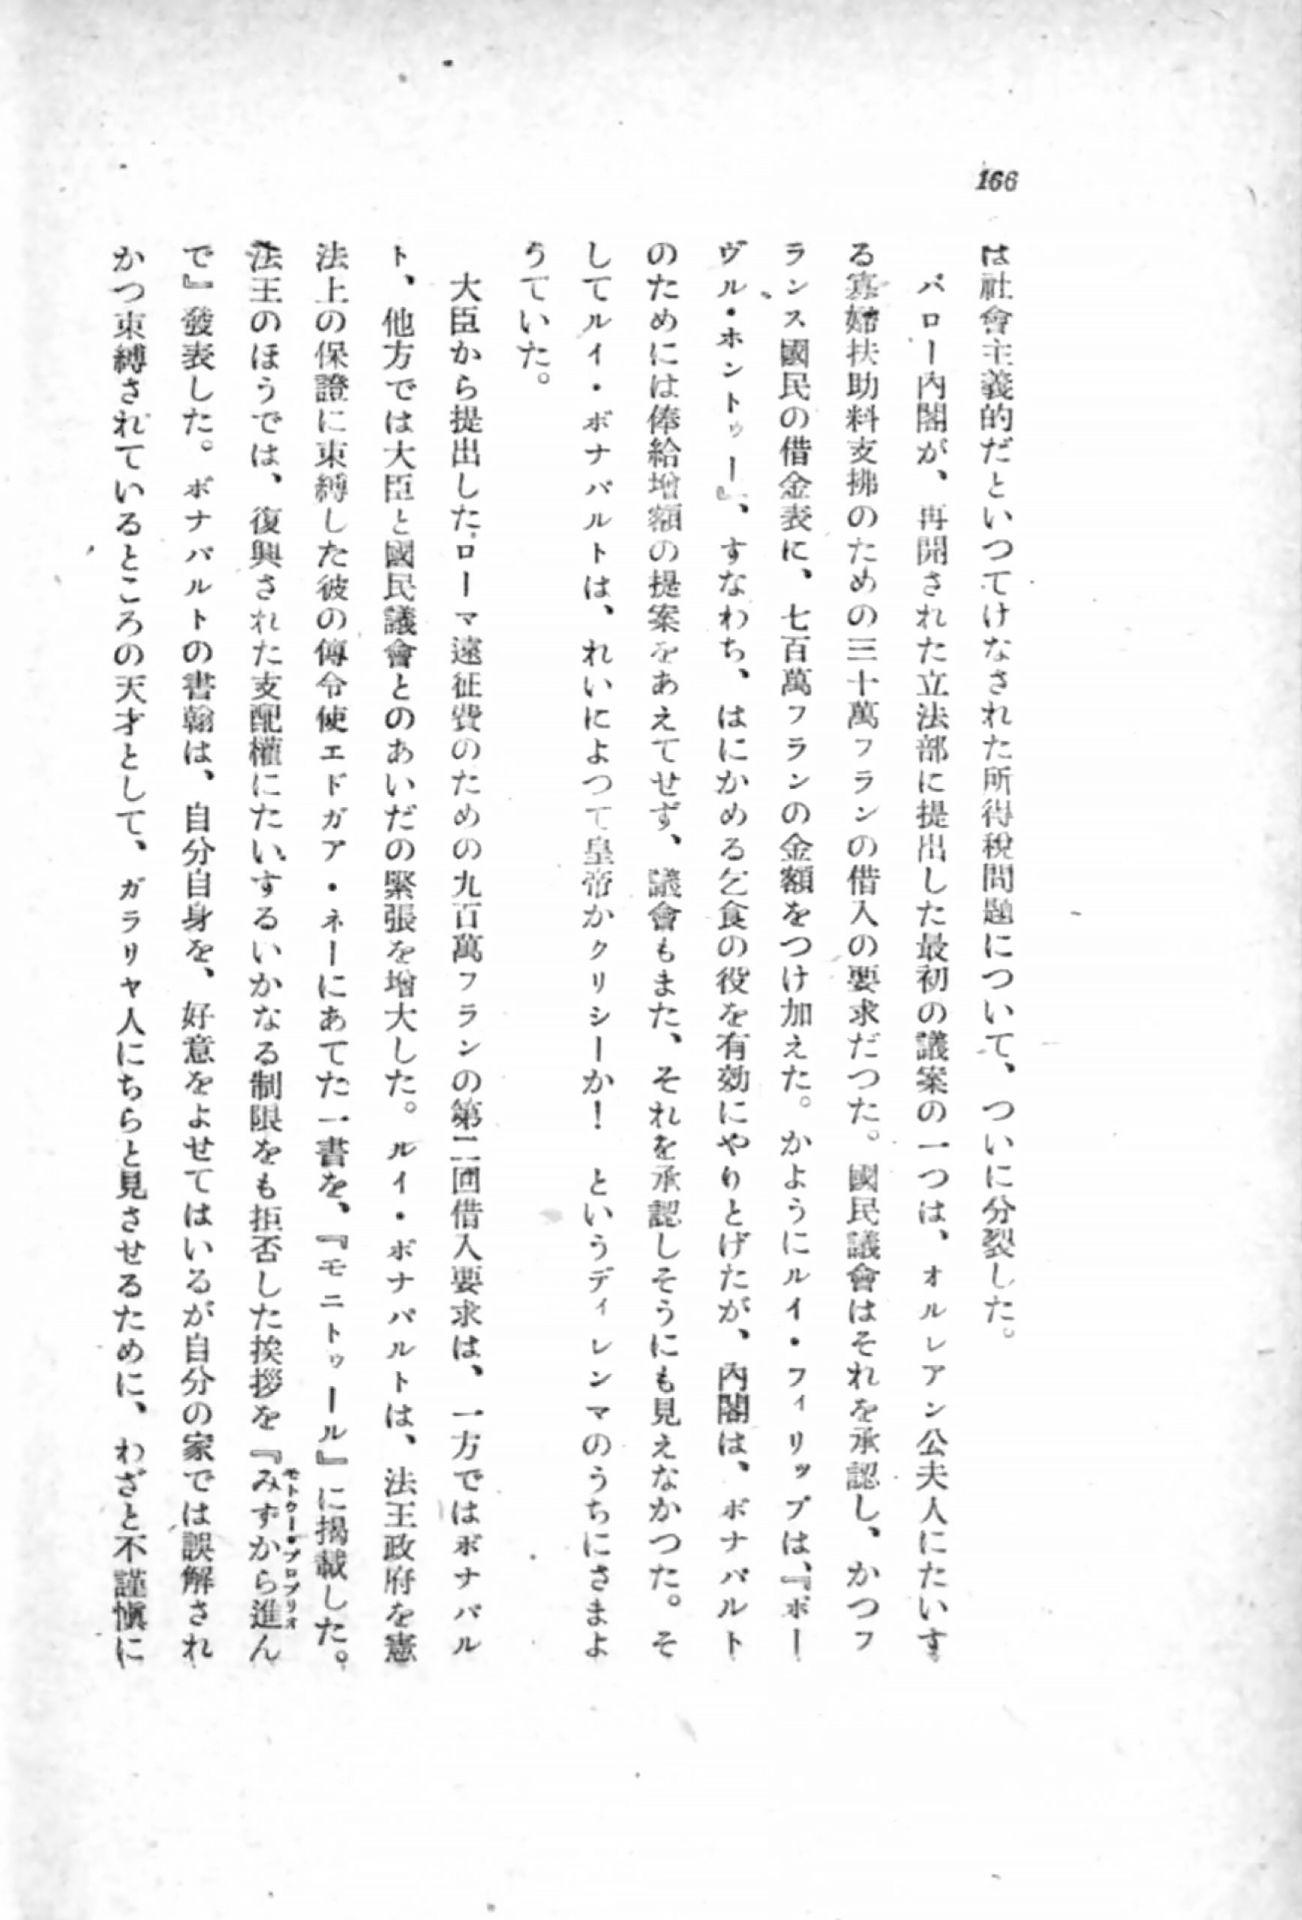 166
は社會主義的だといつてけなされた所得税問題について、ついに分裂した。
バロー内閣が、再開された立法部に提出した最初の議案の一つは、オルレアン公夫人にたいす
る寡婦扶助料支拂のための三十萬フランの借入の要求だつた。國民議會はそれを承認し、かつフ
ランス國民の借金表に、七百萬フランの金額をつけ加えた。かようにルイ・フィリップは、『ポー
ヴル・ホントゥー』、すなわち、はにかめる乞食の役を有効にやりとげたが、内閣は、ボナパルト
のためには俸給増額の提案をあえてせず、議會もまた、それを承認しそうにも見えなかつた。そ
してルイ・ボナパルトは、れいによつて皇帝かクリシーか！ というディレンマのうちにさまよ
うていた。
大臣から提出したローマ遠征費のための九百萬フランの第二回借入要求は、一方ではボナパル
ト、他方では大臣と國民議會とのあいだの緊張を増大した。ルイ・ボナパルトは、法王政府を憲
法上の保證に束縛した彼の傳令使エドガア・ネーにあてた一書を、『モニトゥール』に揭載した。
法王のほうでは、復興された支配權にたいするいかなる制限をも拒否した挨拶を『みずから進ん
モトゥー・プロプリオ
で』發表した。ボナパルトの書翰は、自分自身を、好意をよせてはいるが自分の家では誤解され
かつ束縛されているところの天才として、ガラリヤ人にちらと見させるために、わざと不謹愼に